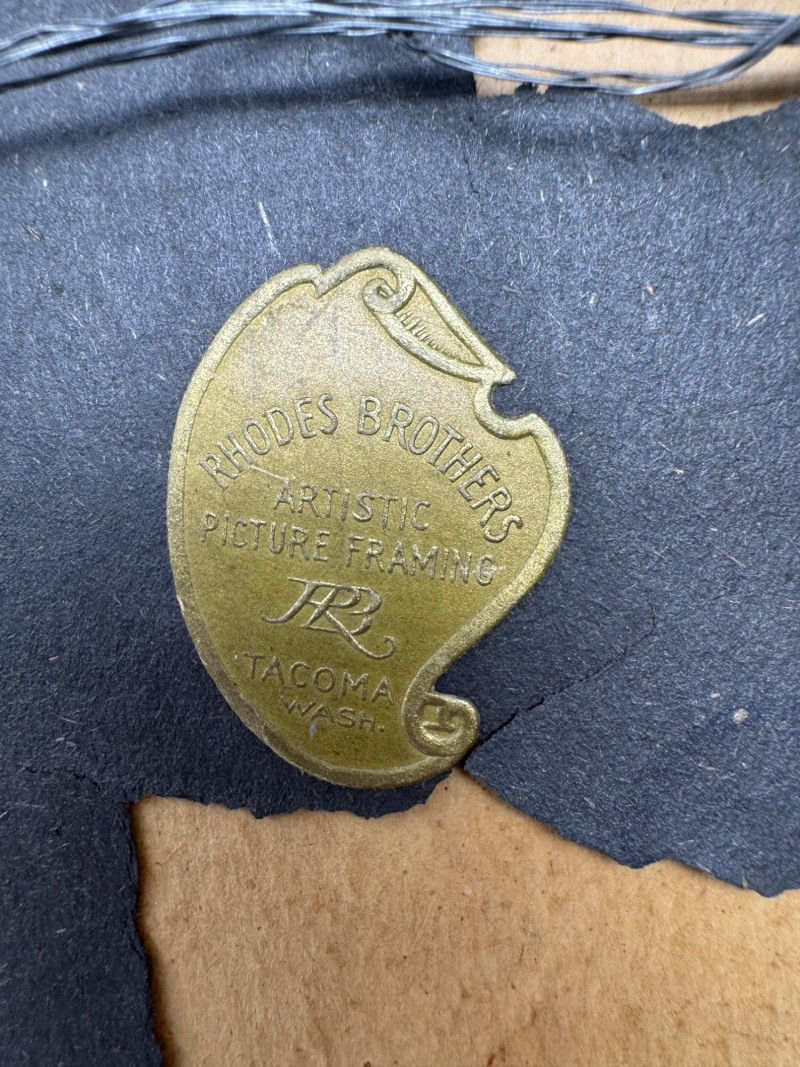 RHODES BROTHERS
ARTISTIC
PICTURE FRAMING
RB
TACOMA
WASH.